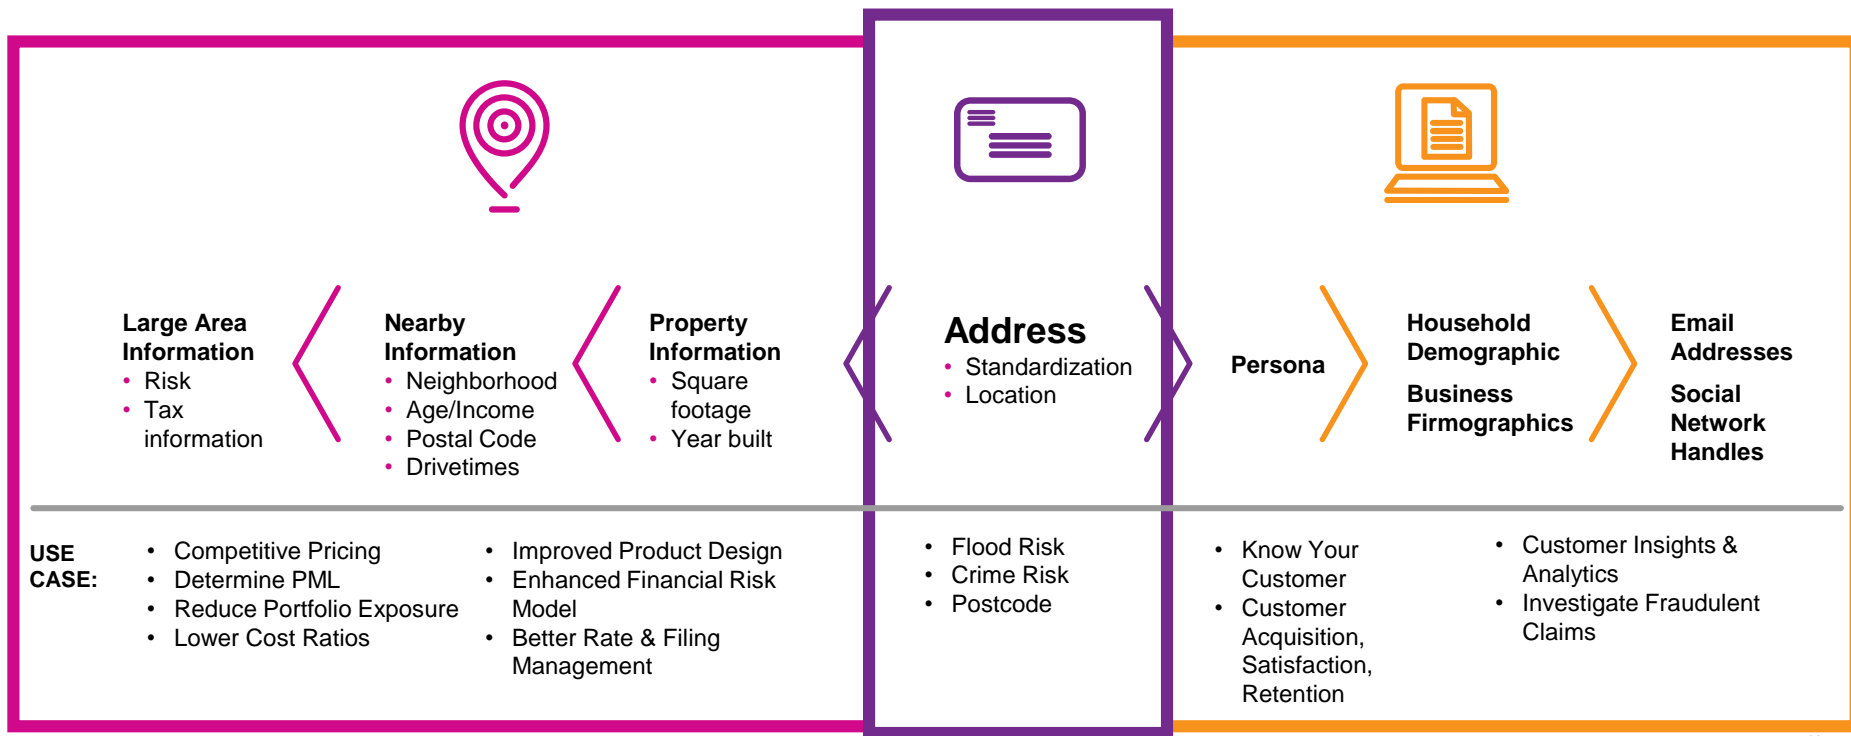 Large Area
Information
• Risk
• Tax
information
Nearby
Information
• Neighborhood
• Age/Income
• Postal Code
• Drivetimes
Property
Information
• Square
footage
• Year built
Address
• Standardization
• Location
Persona
Household
Demographic
Business
Firmographics
Email
Addresses
Social
Network
Handles
USE
CASE:
• Competitive Pricing
• Determine PML
• Reduce Portfolio Exposure
• Lower Cost Ratios
• Improved Product Design
• Enhanced Financial Risk
Model
• Better Rate & Filing
Management
• Flood Risk
• Crime Risk
• Postcode
• Know Your
Customer
• Customer
Acquisition,
Satisfaction,
Retention
• Customer Insights &
Analytics
• Investigate Fraudulent
Claims